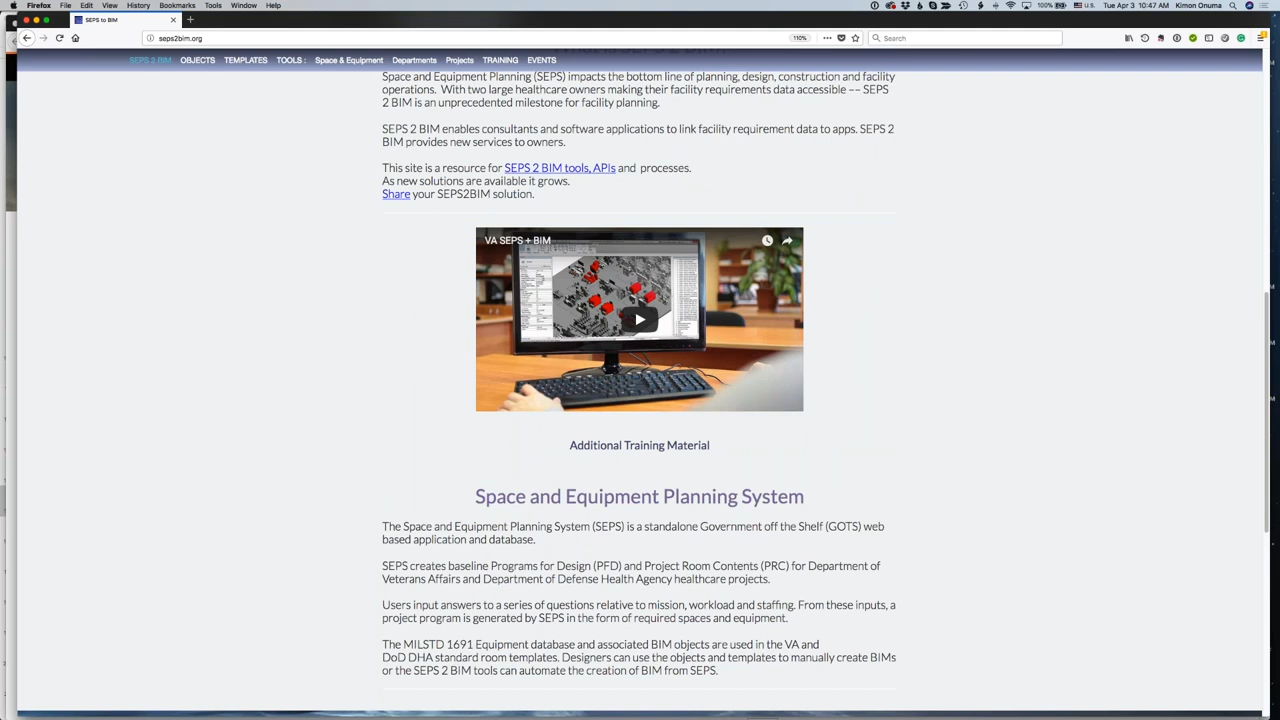 Firefox File Edit View History Bookmarks Tools Window Help 100% U.S. Tue Apr 3 10:47 AM Kimon Onuma
SEPS to BIM
seps2bim.org 110% Search
SEPS 2 BIM OBJECTS TEMPLATES TOOLS : Space & Equipment Departments Projects TRAINING EVENTS
Space and Equipment Planning (SEPS) impacts the bottom line of planning, design, construction and facility
operations. With two large healthcare owners making their facility requirements data accessible –– SEPS
2 BIM is an unprecedented milestone for facility planning.
SEPS 2 BIM enables consultants and software applications to link facility requirement data to apps. SEPS 2
BIM provides new services to owners.
This site is a resource for SEPS 2 BIM tools, APIs and processes.
As new solutions are available it grows.
Share your SEPS2BIM solution.
VA SEPS + BIM
Additional Training Material
Space and Equipment Planning System
The Space and Equipment Planning System (SEPS) is a standalone Government off the Shelf (GOTS) web
based application and database.
SEPS creates baseline Programs for Design (PFD) and Project Room Contents (PRC) for Department of
Veterans Affairs and Department of Defense Health Agency healthcare projects.
Users input answers to a series of questions relative to mission, workload and staffing. From these inputs, a
project program is generated by SEPS in the form of required spaces and equipment.
The MILSTD 1691 Equipment database and associated BIM objects are used in the VA and
DoD DHA standard room templates. Designers can use the objects and templates to manually create BIMs
or the SEPS 2 BIM tools can automate the creation of BIM from SEPS.